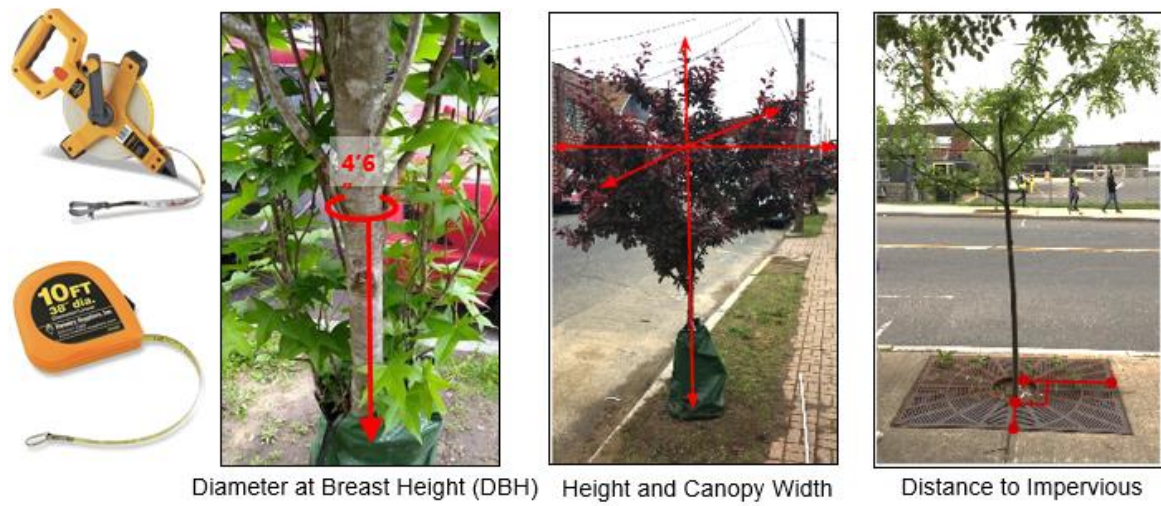 4'6
"
10FT
38" dia.
Diameter at Breast Height (DBH)
Height and Canopy Width
Distance to Impervious